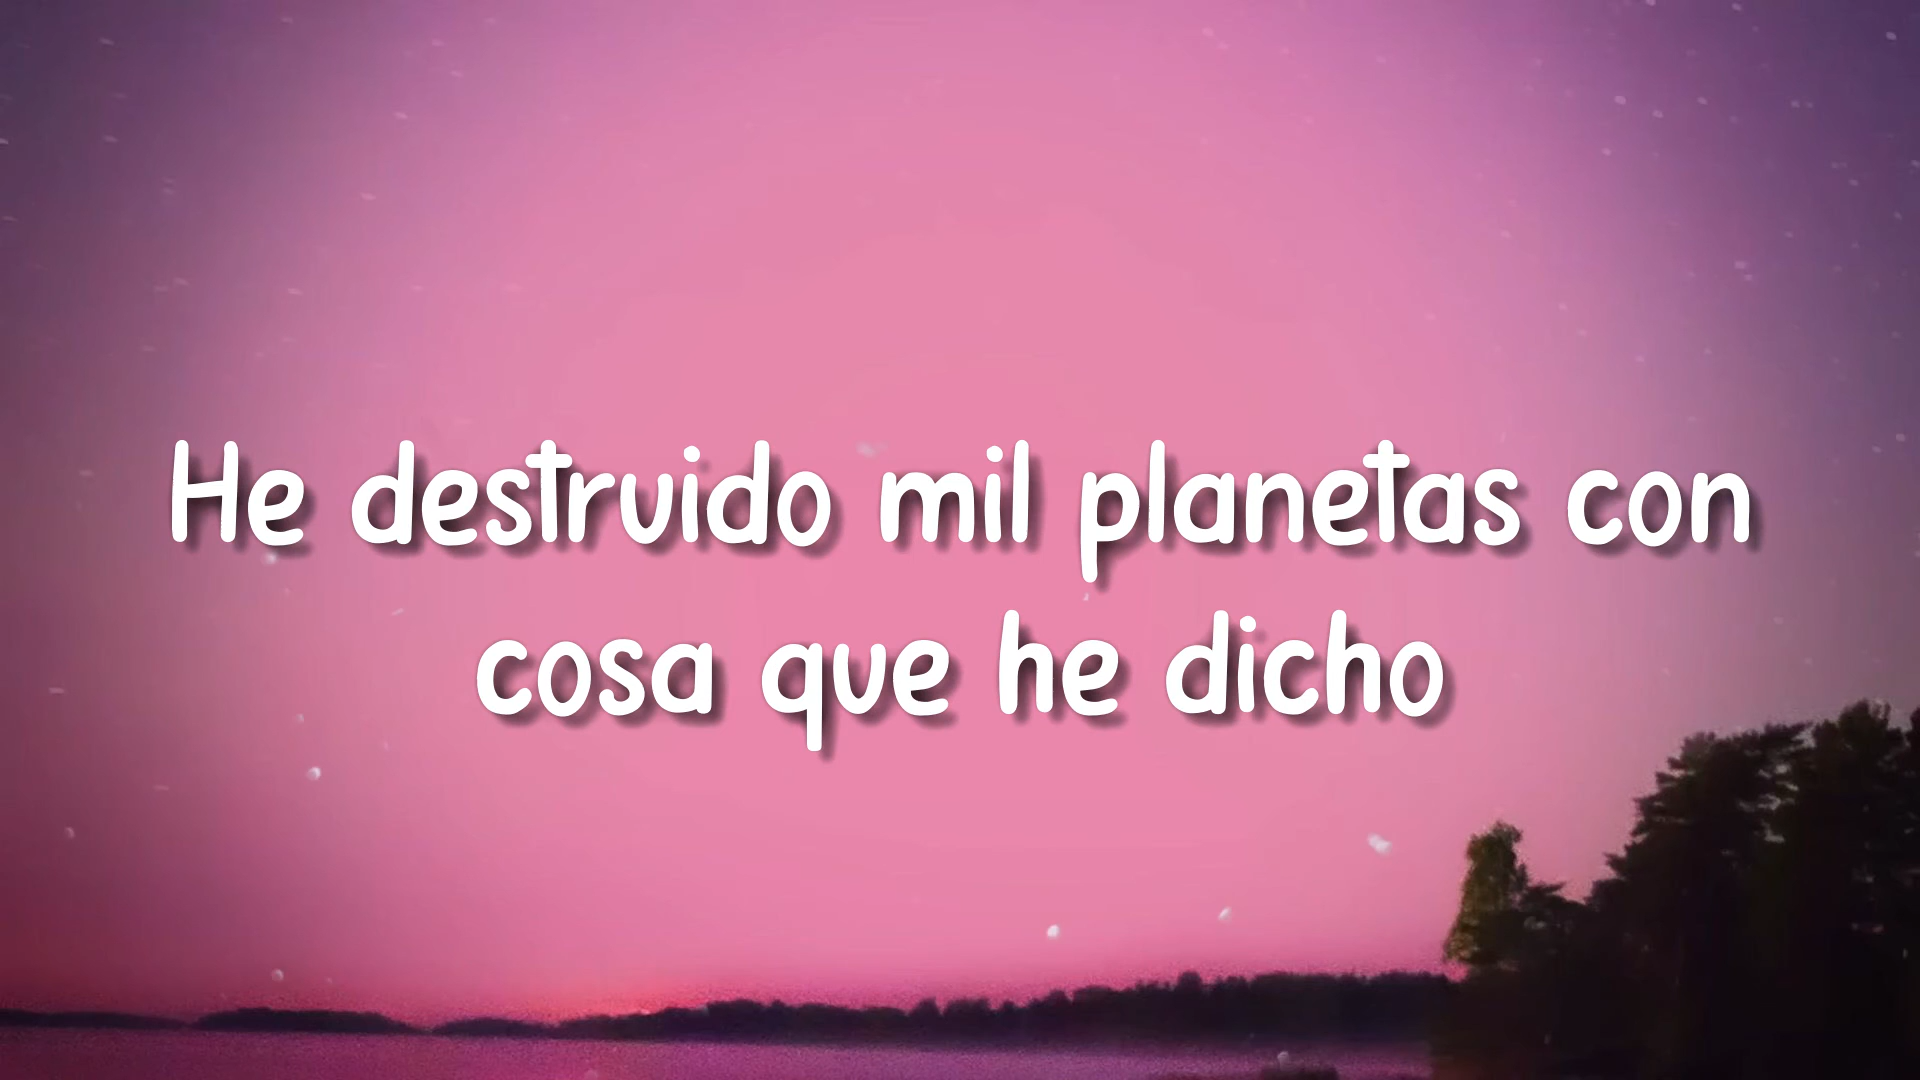 He destruido mil planetas con
cosa que he dicho